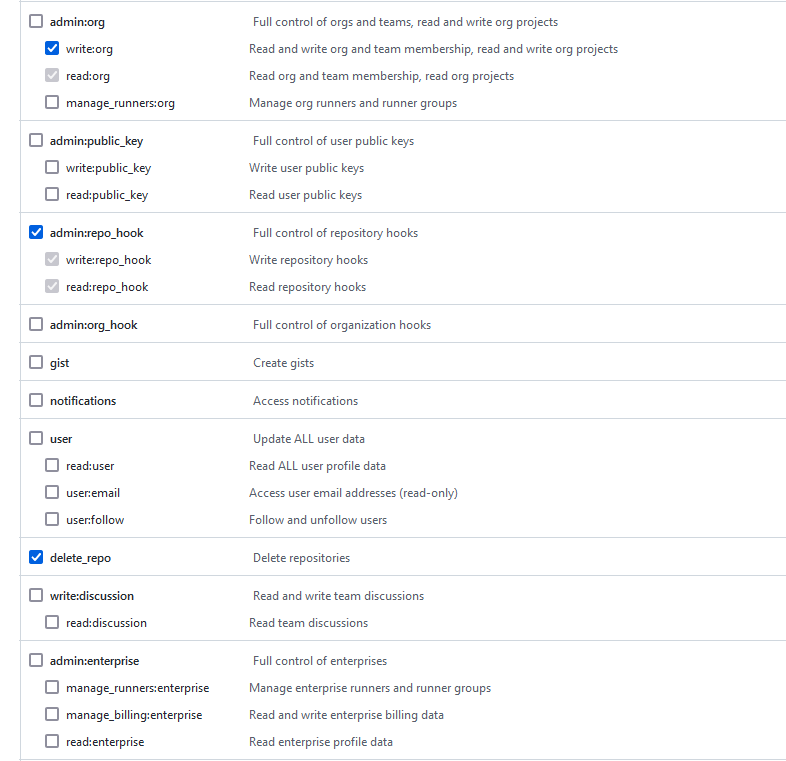 admin:org Full control of orgs and teams, read and write org projects
write:org Read and write org and team membership, read and write org projects
read:org Read org and team membership, read org projects
manage_runners:org Manage org runners and runner groups
admin:public_key Full control of user public keys
write:public_key Write user public keys
read:public_key Read user public keys
admin:repo_hook Full control of repository hooks
write:repo_hook Write repository hooks
read:repo_hook Read repository hooks
admin:org_hook Full control of organization hooks
gist Create gists
notifications Access notifications
user Update ALL user data
read:user Read ALL user profile data
user:email Access user email addresses (read-only)
user:follow Follow and unfollow users
delete_repo Delete repositories
write:discussion Read and write team discussions
read:discussion Read team discussions
admin:enterprise Full control of enterprises
manage_runners:enterprise Manage enterprise runners and runner groups
manage_billing:enterprise Read and write enterprise billing data
read:enterprise Read enterprise profile data